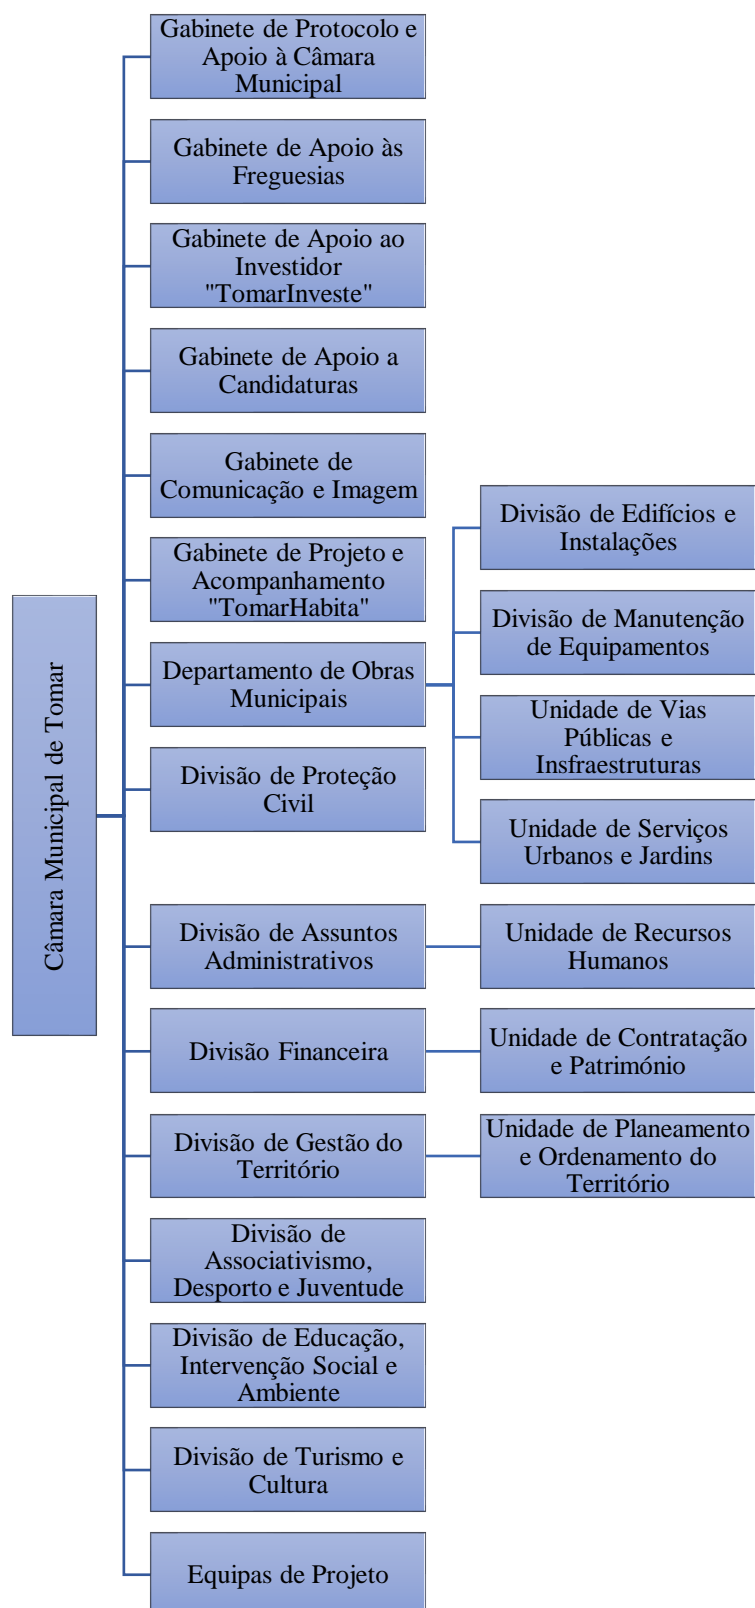 Câmara Municipal de Tomar
Gabinete de Protocolo e
Apoio à Câmara
Municipal
Gabinete de Apoio às
Freguesias
Gabinete de Apoio ao
Investidor
"TomarInveste"
Gabinete de Apoio a
Candidaturas
Gabinete de
Comunicação e Imagem
Gabinete de Projeto e
Acompanhamento
"TomarHabita"
Departamento de Obras
Municipais
Divisão de Edifícios e
Instalações
Divisão de Manutenção
de Equipamentos
Unidade de Vias
Públicas e
Insfraestruturas
Unidade de Serviços
Urbanos e Jardins
Divisão de Proteção
Civil
Divisão de Assuntos
Administrativos
Unidade de Recursos
Humanos
Divisão Financeira
Unidade de Contratação
e Património
Divisão de Gestão do
Território
Unidade de Planeamento
e Ordenamento do
Território
Divisão de
Associativismo,
Desporto e Juventude
Divisão de Educação,
Intervenção Social e
Ambiente
Divisão de Turismo e
Cultura
Equipas de Projeto